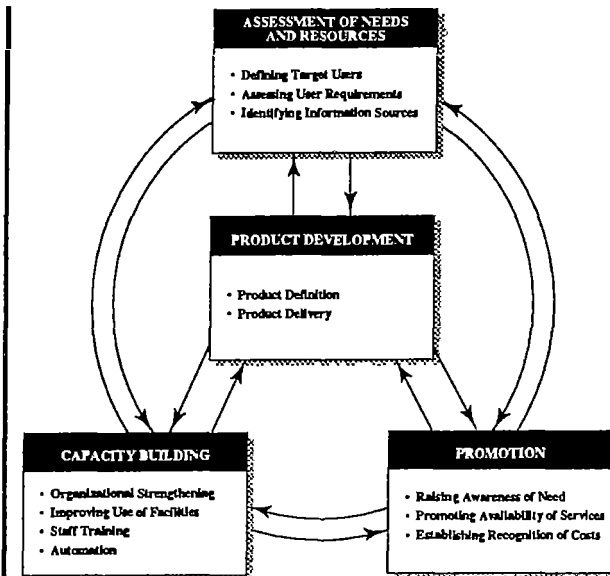 ASSESSMENT OF NEEDS
AND RESOURCES
• Defining Target Users
• Assessing User Requirements
• Identifying Information Sources
PRODUCT DEVELOPMENT
• Product Definition
• Product Delivery
CAPACITY BUILDING
• Organizational Strengthening
• Improving Use of Facilities
• Staff Training
• Automation
PROMOTION
• Raising Awareness of Need
• Promoting Availability of Services
• Establishing Recognition of Costs